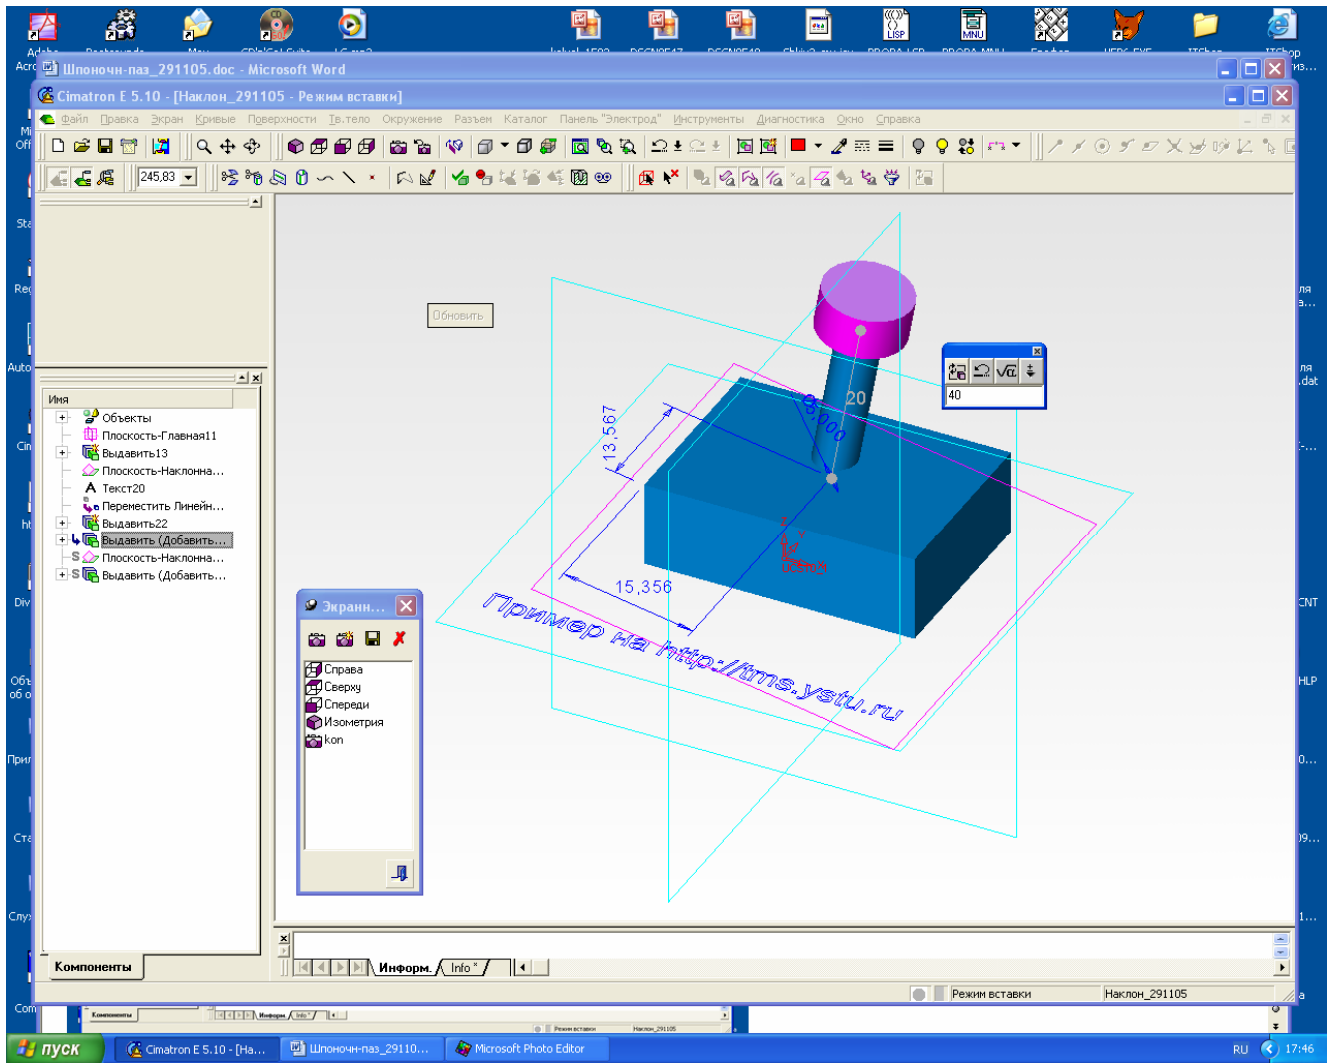 Шпоночн-паз_291105.doc - Microsoft Word
Cimatron E 5.10 - [Наклон_291105 - Режим вставки]
Файл Правка Экран Кривые Поверхности Тв.тело Окружение Разъем Каталог Панель "Электрод" Инструменты Диагностика Окно Справка
245,83
Обновить
Имя
Объекты
Плоскость-Главная11
Выдавить13
Плоскость-Наклонна...
Текст20
Переместить Линейн...
Выдавить22
Выдавить (Добавить...
S Плоскость-Наклонна...
S Выдавить (Добавить...
40
20
13,567
15,356
Пример на http://tms.ystu.ru
Экранн...
Справа
Сверху
Спереди
Изометрия
kon
Компоненты
Информ. Info *
Режим вставки
Наклон_291105
Компоненты
Режим вставки
Наклон_291105
пуск
Cimatron E 5.10 - [На...
Шпоночн-паз_29110...
Microsoft Photo Editor
RU
17:46